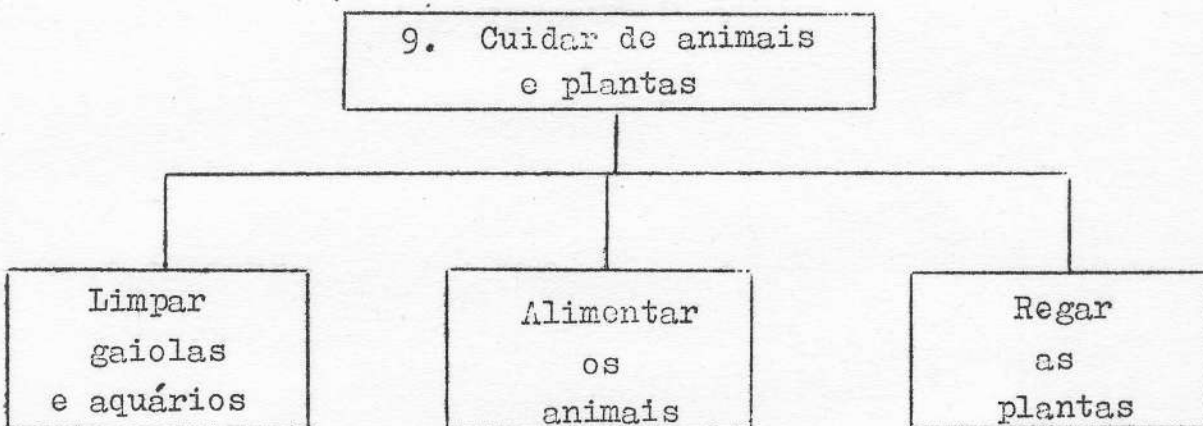 9. Cuidar de animais
e plantas
Limpar
gaiolas
e aquários
Alimentar
os
animais
Regar
as
plantas